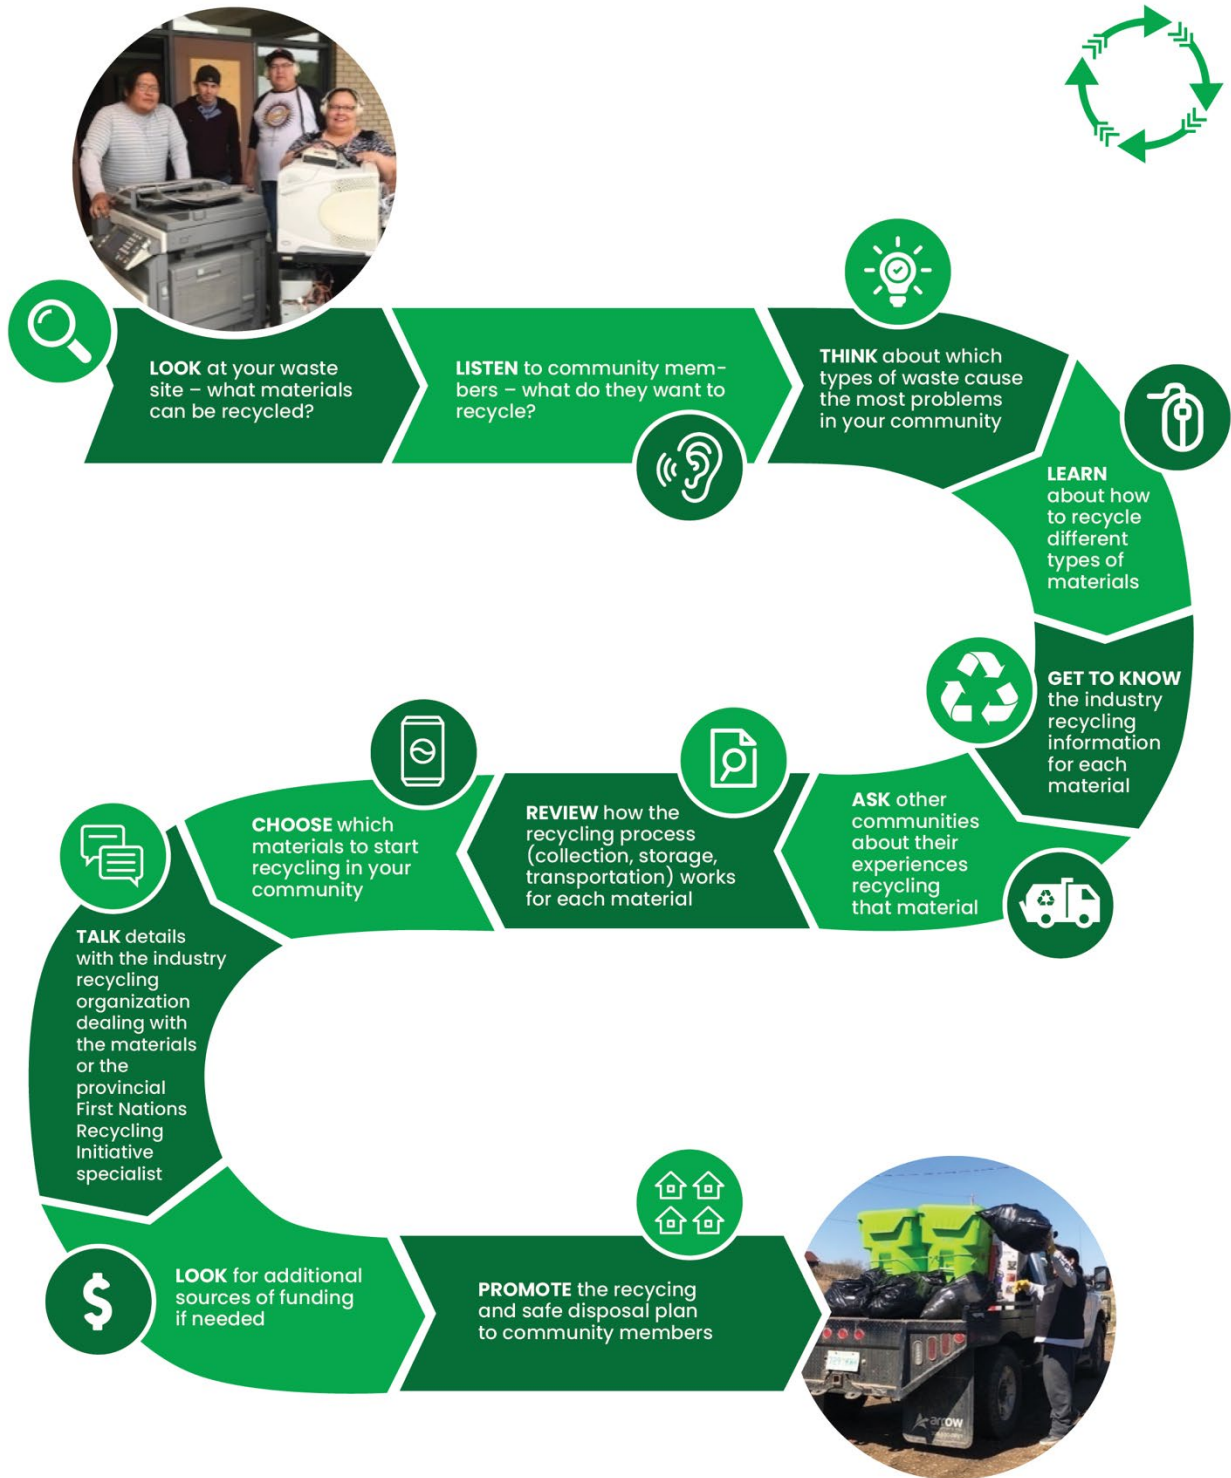 LOOK at your waste
site – what materials
can be recycled?
LISTEN to community mem-
bers – what do they want to
recycle?
THINK about which
types of waste cause
the most problems
in your community
LEARN
about how
to recycle
different
types of
materials
GET TO KNOW
the industry
recycling
information
for each
material
ASK other
communities
about their
experiences
recycling
that material
REVIEW how the
recycling process
(collection, storage,
transportation) works
for each material
CHOOSE which
materials to start
recycling in your
community
TALK details
with the industry
recycling
organization
dealing with
the materials
or the
provincial
First Nations
Recycling
Initiative
specialist
$
LOOK for additional
sources of funding
if needed
PROMOTE the recycing
and safe disposal plan
to community members
arrow